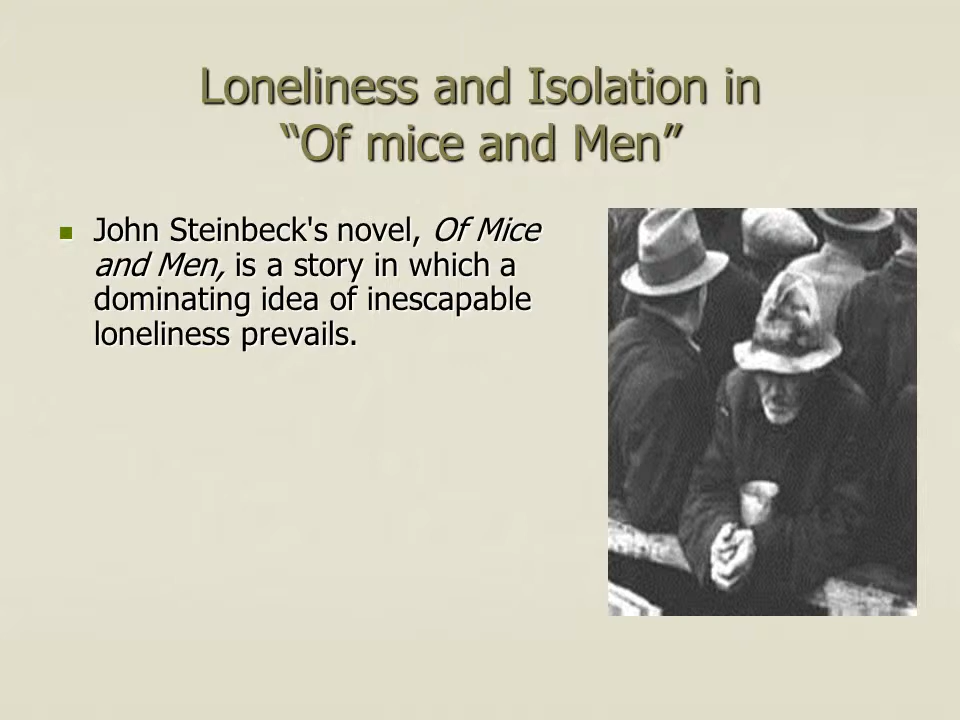 Loneliness and Isolation in
“Of mice and Men”
John Steinbeck's novel, Of Mice
and Men, is a story in which a
dominating idea of inescapable
loneliness prevails.